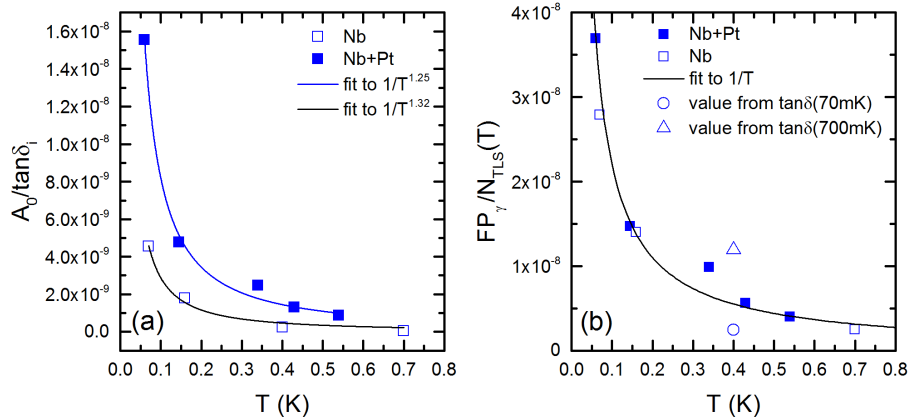 1.6x10⁻⁸
1.4x10⁻⁸
1.2x10⁻⁸
1.0x10⁻⁸
8.0x10⁻⁹
6.0x10⁻⁹
4.0x10⁻⁹
2.0x10⁻⁹
0.0
A₀/tanδᵢ
Nb
Nb+Pt
fit to 1/T¹·²⁵
fit to 1/T¹·³²
(a)
0.0 0.1 0.2 0.3 0.4 0.5 0.6 0.7 0.8
T (K)
4x10⁻⁸
3x10⁻⁸
2x10⁻⁸
1x10⁻⁸
0
FPᵧ/N_TLS(T)
Nb+Pt
Nb
fit to 1/T
value from tanδ(70mK)
value from tanδ(700mK)
(b)
0.0 0.1 0.2 0.3 0.4 0.5 0.6 0.7 0.8
T (K)